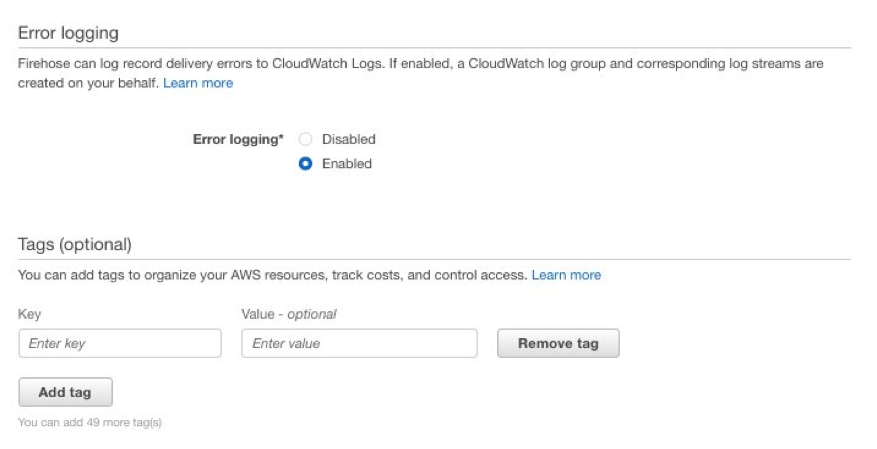 Error logging
Firehose can log record delivery errors to CloudWatch Logs. If enabled, a CloudWatch log group and corresponding log streams are
created on your behalf. Learn more
Error logging* Disabled
Enabled
Tags (optional)
You can add tags to organize your AWS resources, track costs, and control access. Learn more
Key Value - optional
Enter key Enter value Remove tag
Add tag
You can add 49 more tag(s)